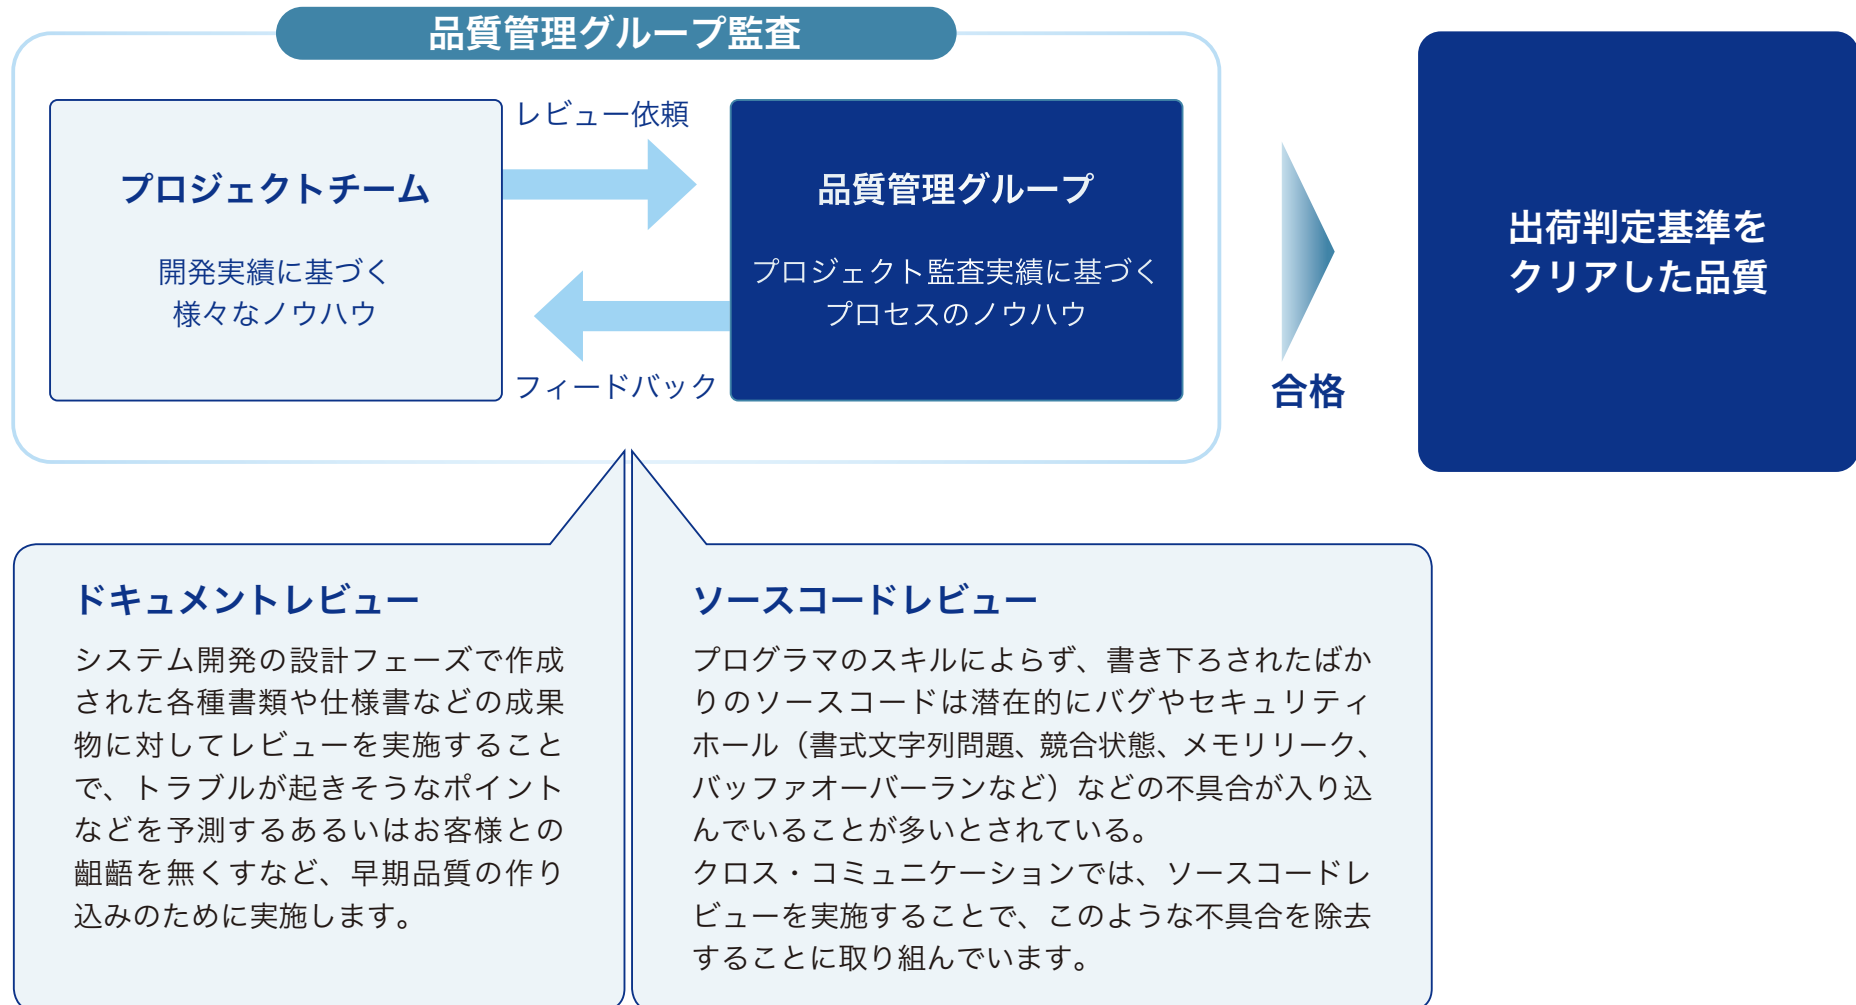 品質管理グループ監査
プロジェクトチーム
開発実績に基づく
様々なノウハウ
レビュー依頼
フィードバック
品質管理グループ
プロジェクト監査実績に基づく
プロセスのノウハウ
合格
出荷判定基準を
クリアした品質
ドキュメントレビュー
システム開発の設計フェーズで作成
された各種書類や仕様書などの成果
物に対してレビューを実施すること
で、トラブルが起きそうなポイント
などを予測するあるいはお客様との
齟齬を無くすなど、早期品質の作り
込みのために実施します。
ソースコードレビュー
プログラマのスキルによらず、書き下ろされたばか
りのソースコードは潜在的にバグやセキュリティ
ホール（書式文字列問題、競合状態、メモリリーク、
バッファオーバーランなど）などの不具合が入り込
んでいることが多いとされている。
クロス・コミュニケーションでは、ソースコードレ
ビューを実施することで、このような不具合を除去
することに取り組んでいます。